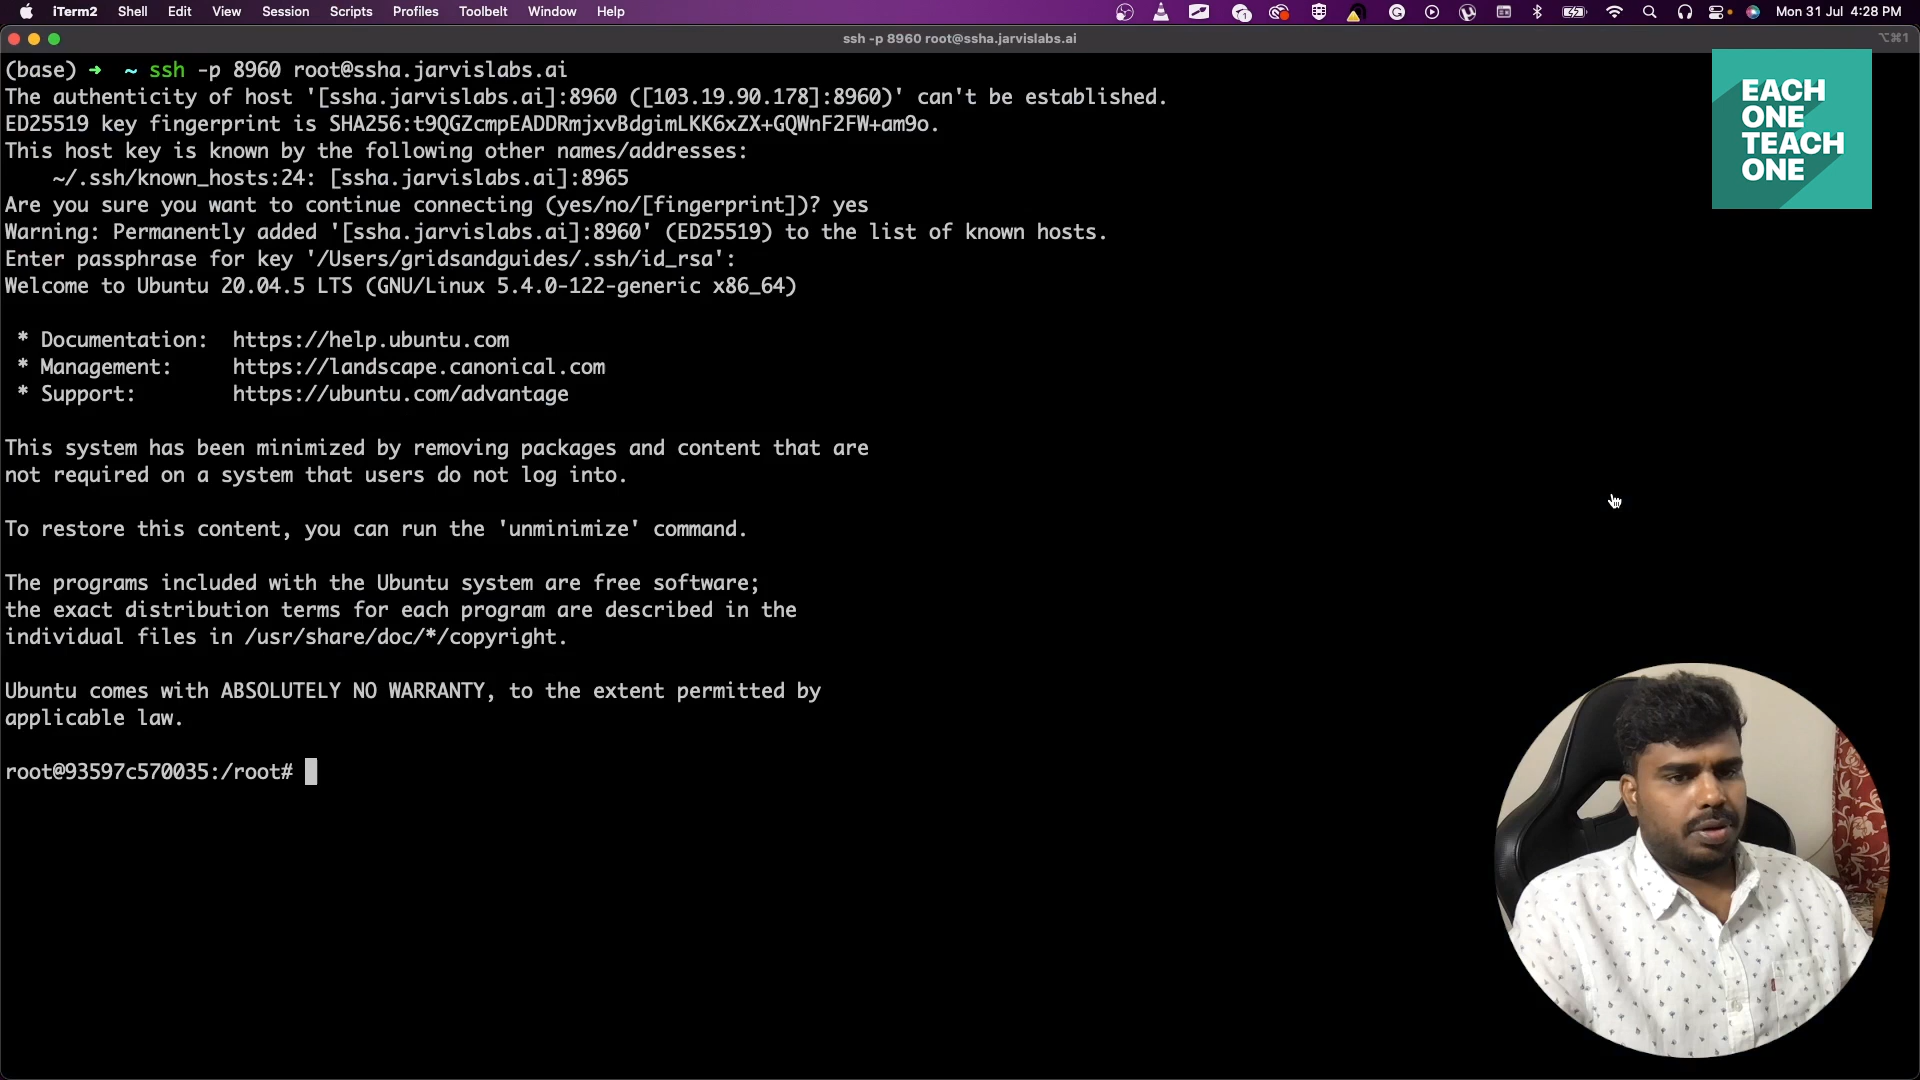 iTerm2 Shell Edit View Session Scripts Profiles Toolbelt Window Help
Mon 31 Jul 4:28 PM
ssh -p 8960 root@ssha.jarvislabs.ai
⌥⌘1
(base) ➜ ~ ssh -p 8960 root@ssha.jarvislabs.ai
The authenticity of host '[ssha.jarvislabs.ai]:8960 ([103.19.90.178]:8960)' can't be established.
ED25519 key fingerprint is SHA256:t9QGZcmpEADDRmjxvBdgimLKK6xZX+GQWnF2FW+am9o.
This host key is known by the following other names/addresses:
~/.ssh/known_hosts:24: [ssha.jarvislabs.ai]:8965
Are you sure you want to continue connecting (yes/no/[fingerprint])? yes
Warning: Permanently added '[ssha.jarvislabs.ai]:8960' (ED25519) to the list of known hosts.
Enter passphrase for key '/Users/gridsandguides/.ssh/id_rsa':
Welcome to Ubuntu 20.04.5 LTS (GNU/Linux 5.4.0-122-generic x86_64)
* Documentation: https://help.ubuntu.com
* Management: https://landscape.canonical.com
* Support: https://ubuntu.com/advantage
This system has been minimized by removing packages and content that are
not required on a system that users do not log into.
To restore this content, you can run the 'unminimize' command.
The programs included with the Ubuntu system are free software;
the exact distribution terms for each program are described in the
individual files in /usr/share/doc/*/copyright.
Ubuntu comes with ABSOLUTELY NO WARRANTY, to the extent permitted by
applicable law.
root@93597c570035:/root#
EACH
ONE
TEACH
ONE